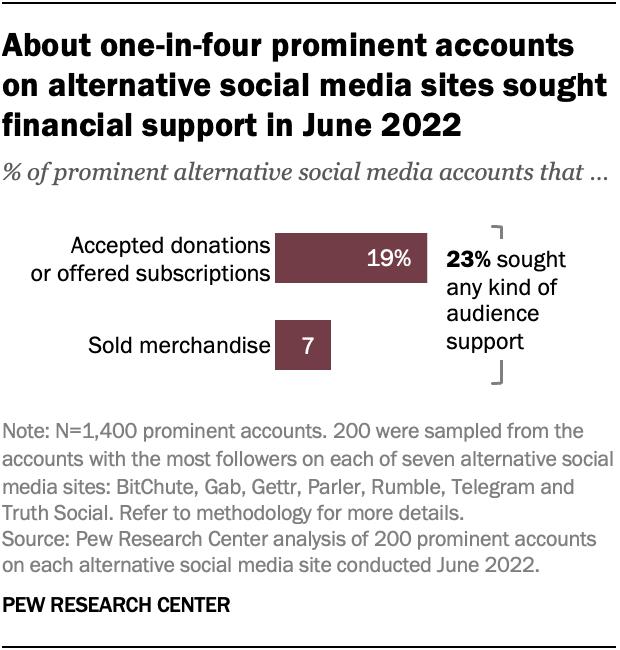 About one-in-four prominent accounts
on alternative social media sites sought
financial support in June 2022
% of prominent alternative social media accounts that ...
Accepted donations
or offered subscriptions
19%
Sold merchandise
7
23% sought
any kind of
audience
support
Note: N=1,400 prominent accounts. 200 were sampled from the
accounts with the most followers on each of seven alternative social
media sites: BitChute, Gab, Gettr, Parler, Rumble, Telegram and
Truth Social. Refer to methodology for more details.
Source: Pew Research Center analysis of 200 prominent accounts
on each alternative social media site conducted June 2022.
PEW RESEARCH CENTER